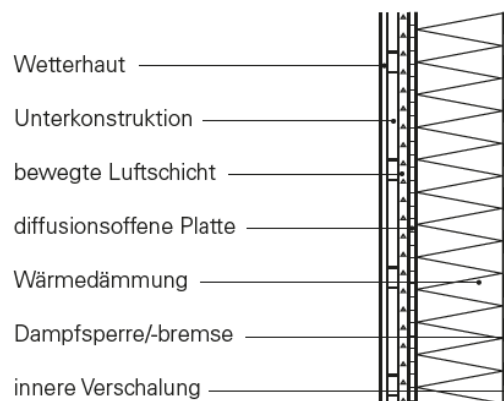 Wetterhaut
Unterkonstruktion
bewegte Luftschicht
diffusionsoffene Platte
Wärmedämmung
Dampfsperre/-bremse
innere Verschalung